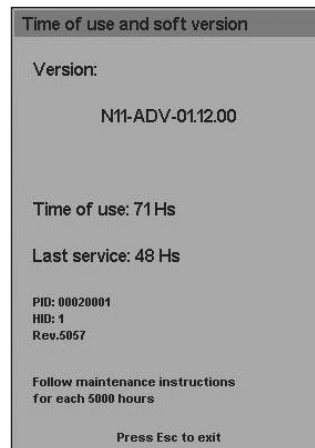 Time of use and soft version
Version:
N11-ADV-01.12.00
Time of use: 71 Hs
Last service: 48 Hs
PID: 00020001
HID: 1
Rev.5057
Follow maintenance instructions
for each 5000 hours
Press Esc to exit